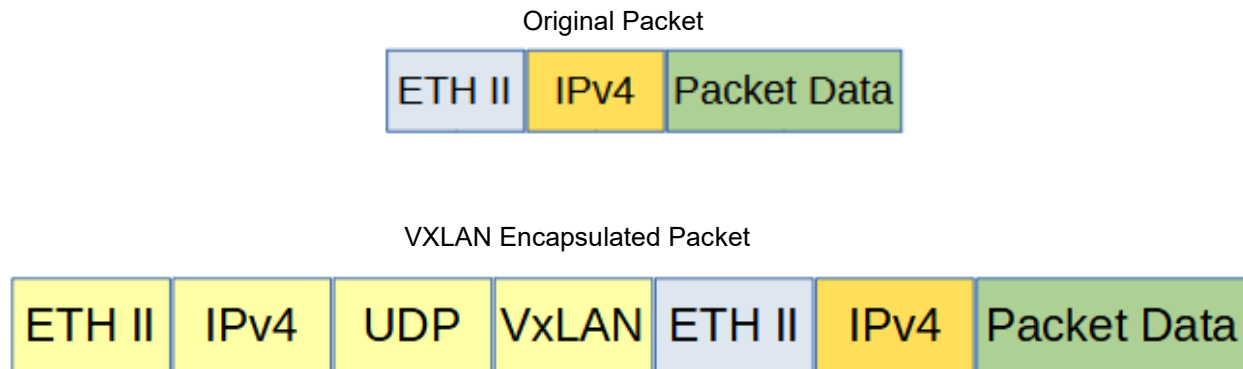 Original Packet
ETH II IPv4 Packet Data
VXLAN Encapsulated Packet
ETH II IPv4 UDP VxLAN ETH II IPv4 Packet Data